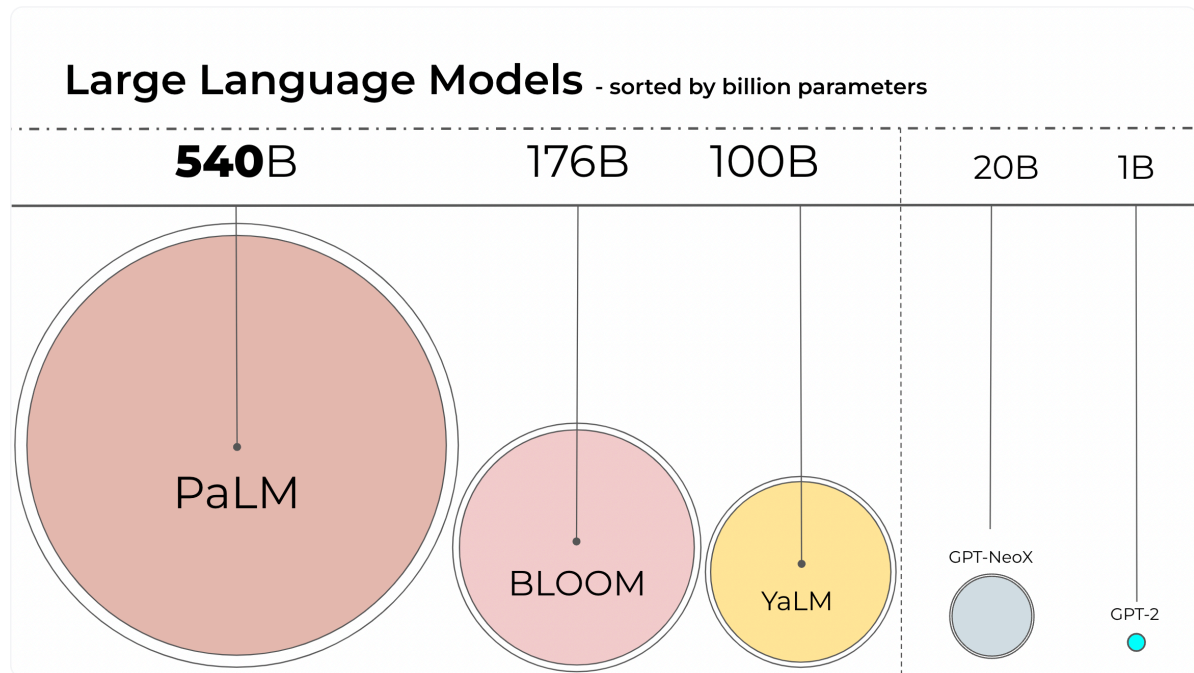 Large Language Models - sorted by billion parameters
540B 176B 100B 20B 1B
PaLM
BLOOM
YaLM
GPT-NeoX
GPT-2